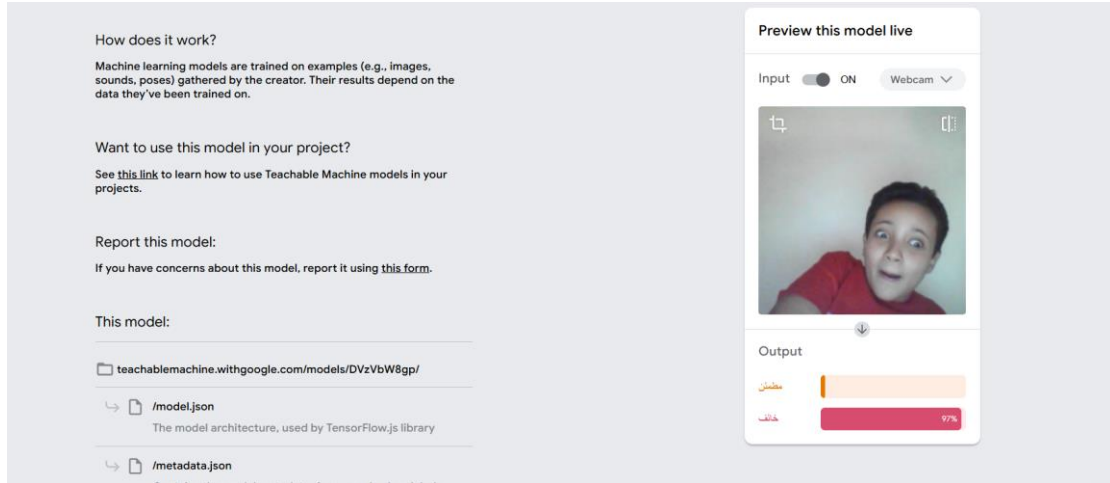 How does it work?
Machine learning models are trained on examples (e.g., images,
sounds, poses) gathered by the creator. Their results depend on the
data they've been trained on.
Want to use this model in your project?
See this link to learn how to use Teachable Machine models in your
projects.
Report this model:
If you have concerns about this model, report it using this form.
This model:
teachablemachine.withgoogle.com/models/DVzVbW8gp/
/model.json
The model architecture, used by TensorFlow.js library
/metadata.json
Preview this model live
Input ON Webcam
Output
مطمئن
خائف 97%